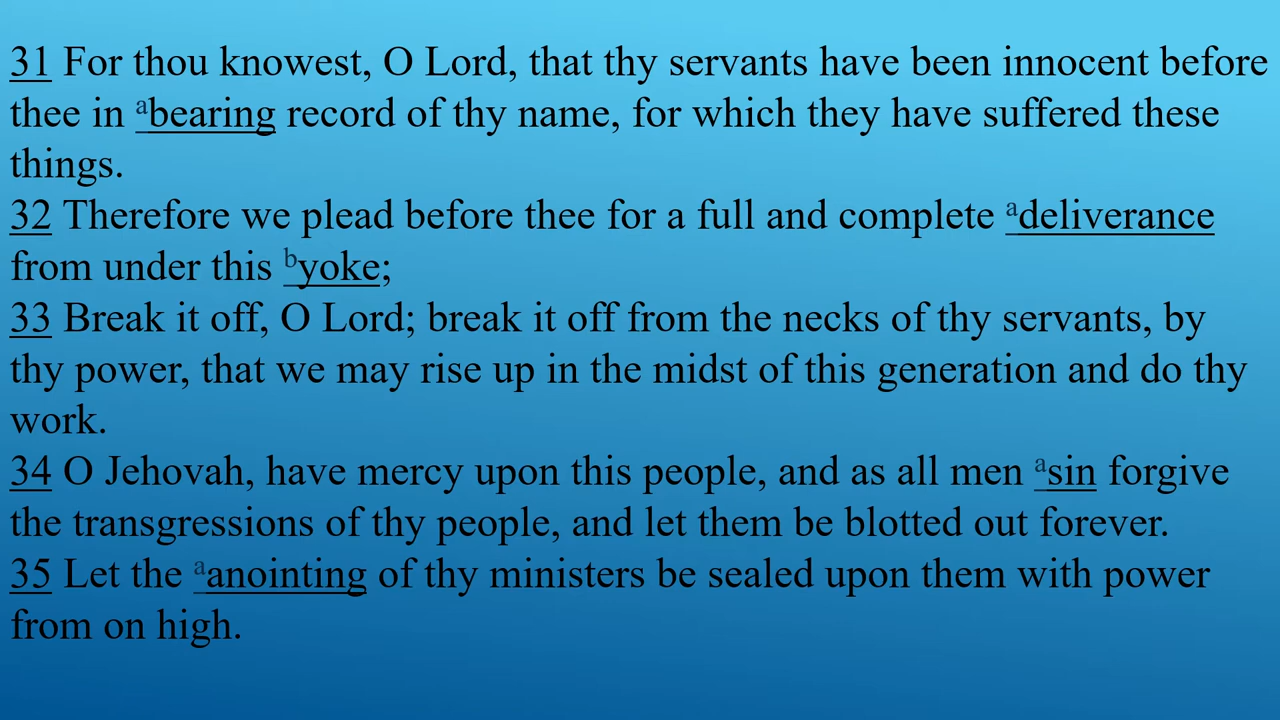 31 For thou knowest, O Lord, that thy servants have been innocent before
thee in abearing record of thy name, for which they have suffered these
things.
32 Therefore we plead before thee for a full and complete adeliverance
from under this byoke;
33 Break it off, O Lord; break it off from the necks of thy servants, by
thy power, that we may rise up in the midst of this generation and do thy
work.
34 O Jehovah, have mercy upon this people, and as all men asin forgive
the transgressions of thy people, and let them be blotted out forever.
35 Let the aanointing of thy ministers be sealed upon them with power
from on high.